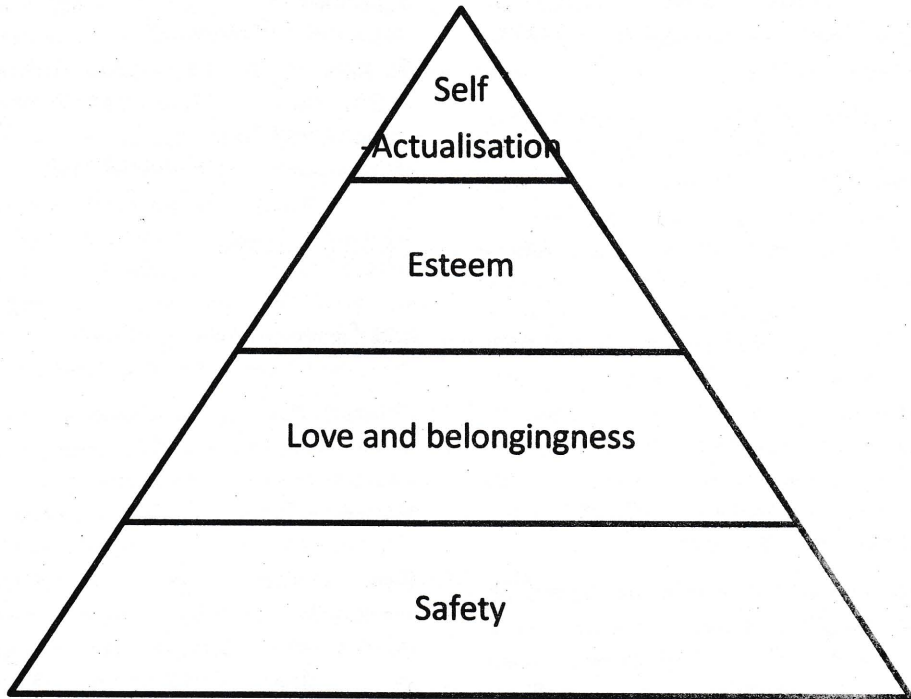 Self
-Actualisation
Esteem
Love and belongingness
Safety